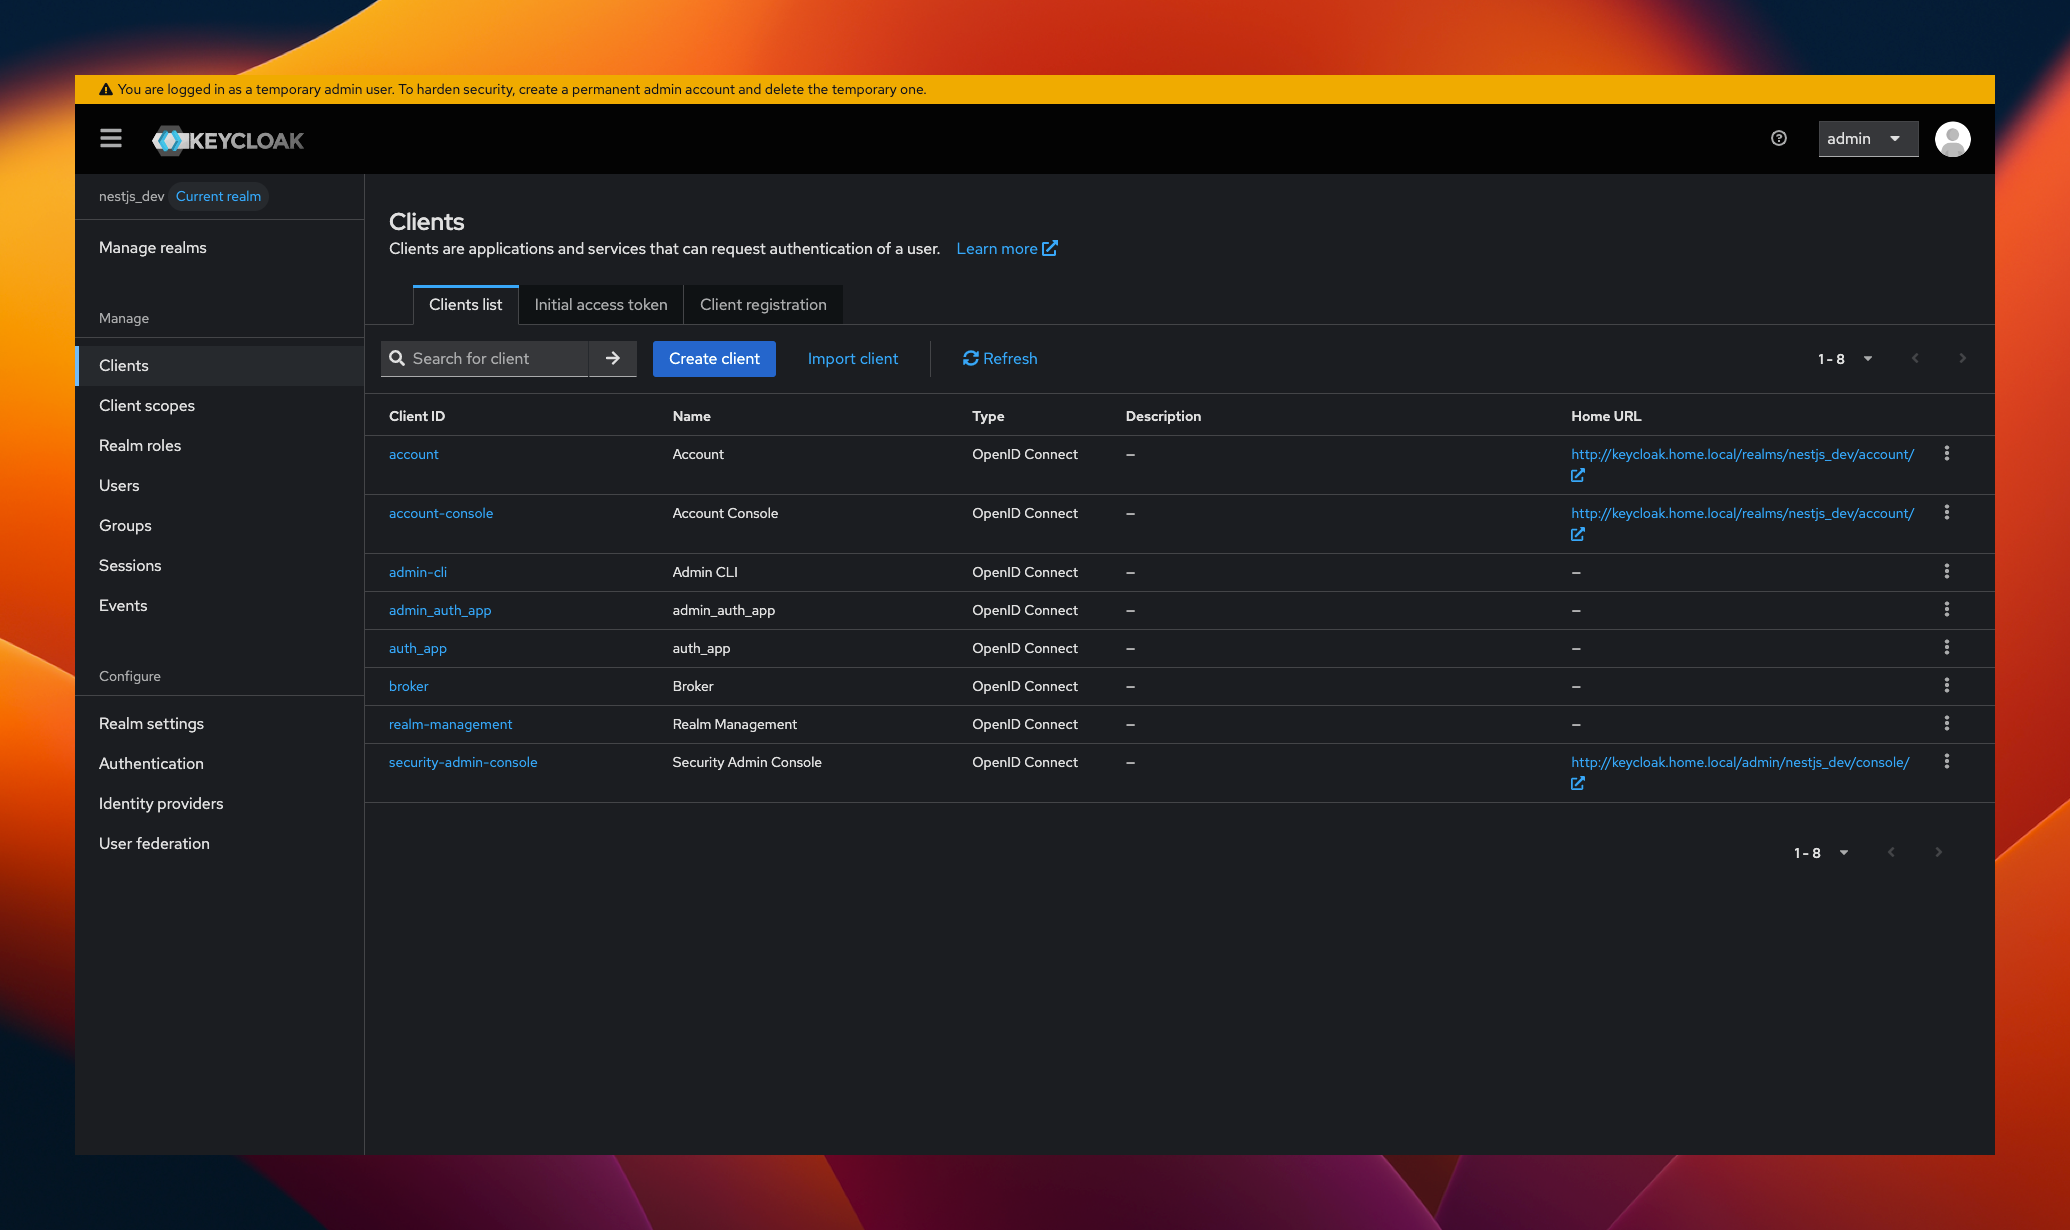 You are logged in as a temporary admin user. To harden security, create a permanent admin account and delete the temporary one.
KEYCLOAK
admin
nestjs_dev Current realm
Manage realms
Manage
Clients
Client scopes
Realm roles
Users
Groups
Sessions
Events
Configure
Realm settings
Authentication
Identity providers
User federation
Clients
Clients are applications and services that can request authentication of a user. Learn more
Clients list Initial access token Client registration
Search for client Create client Import client Refresh 1 - 8
Client ID Name Type Description Home URL
account Account OpenID Connect – http://keycloak.home.local/realms/nestjs_dev/account/
account-console Account Console OpenID Connect – http://keycloak.home.local/realms/nestjs_dev/account/
admin-cli Admin CLI OpenID Connect – –
admin_auth_app admin_auth_app OpenID Connect – –
auth_app auth_app OpenID Connect – –
broker Broker OpenID Connect – –
realm-management Realm Management OpenID Connect – –
security-admin-console Security Admin Console OpenID Connect – http://keycloak.home.local/admin/nestjs_dev/console/
1 - 8